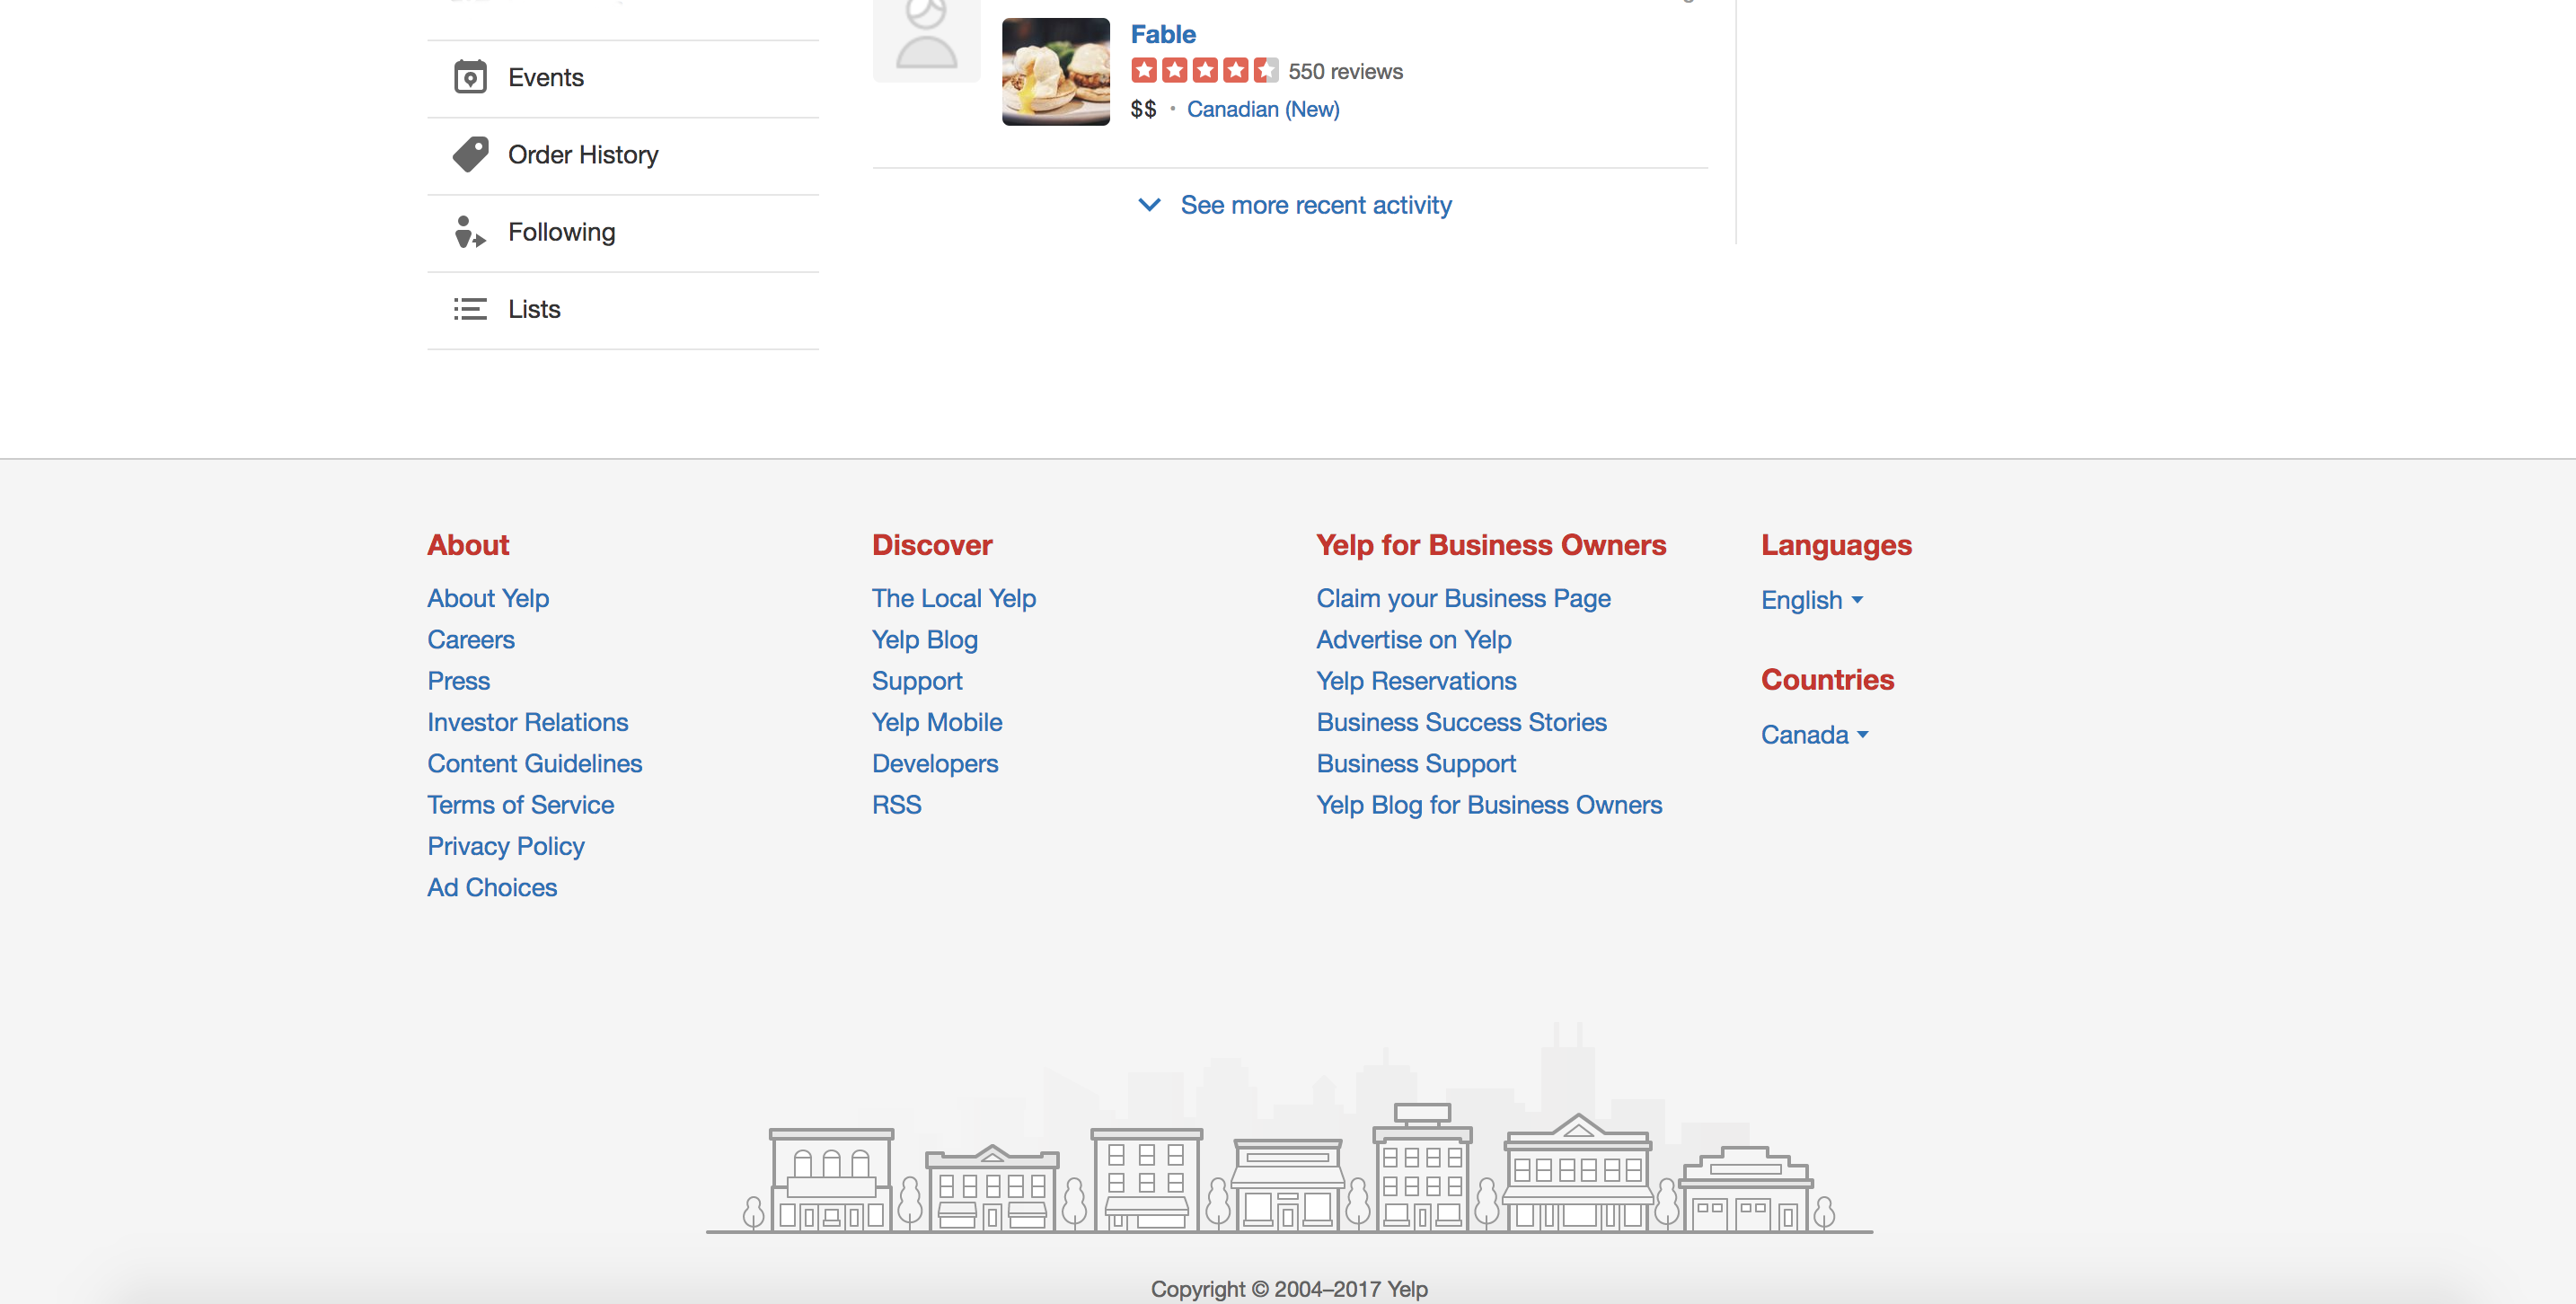 Events
Order History
Following
Lists
Fable
550 reviews
$$ · Canadian (New)
See more recent activity
About
About Yelp
Careers
Press
Investor Relations
Content Guidelines
Terms of Service
Privacy Policy
Ad Choices
Discover
The Local Yelp
Yelp Blog
Support
Yelp Mobile
Developers
RSS
Yelp for Business Owners
Claim your Business Page
Advertise on Yelp
Yelp Reservations
Business Success Stories
Business Support
Yelp Blog for Business Owners
Languages
English
Countries
Canada
Copyright © 2004–2017 Yelp